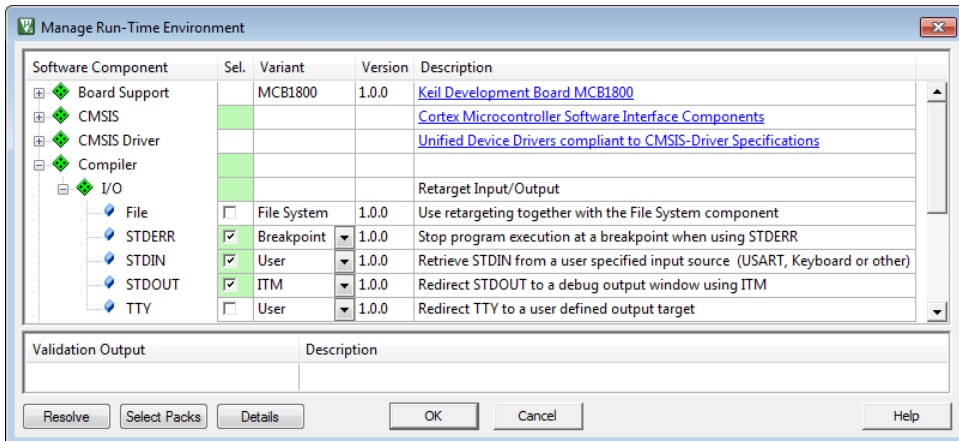 Manage Run-Time Environment
Software Component Sel. Variant Version Description
Board Support MCB1800 1.0.0 Keil Development Board MCB1800
CMSIS Cortex Microcontroller Software Interface Components
CMSIS Driver Unified Device Drivers compliant to CMSIS-Driver Specifications
Compiler
I/O Retarget Input/Output
File File System 1.0.0 Use retargeting together with the File System component
STDERR Breakpoint 1.0.0 Stop program execution at a breakpoint when using STDERR
STDIN User 1.0.0 Retrieve STDIN from a user specified input source (USART, Keyboard or other)
STDOUT ITM 1.0.0 Redirect STDOUT to a debug output window using ITM
TTY User 1.0.0 Redirect TTY to a user defined output target
Validation Output Description
Resolve Select Packs Details OK Cancel Help